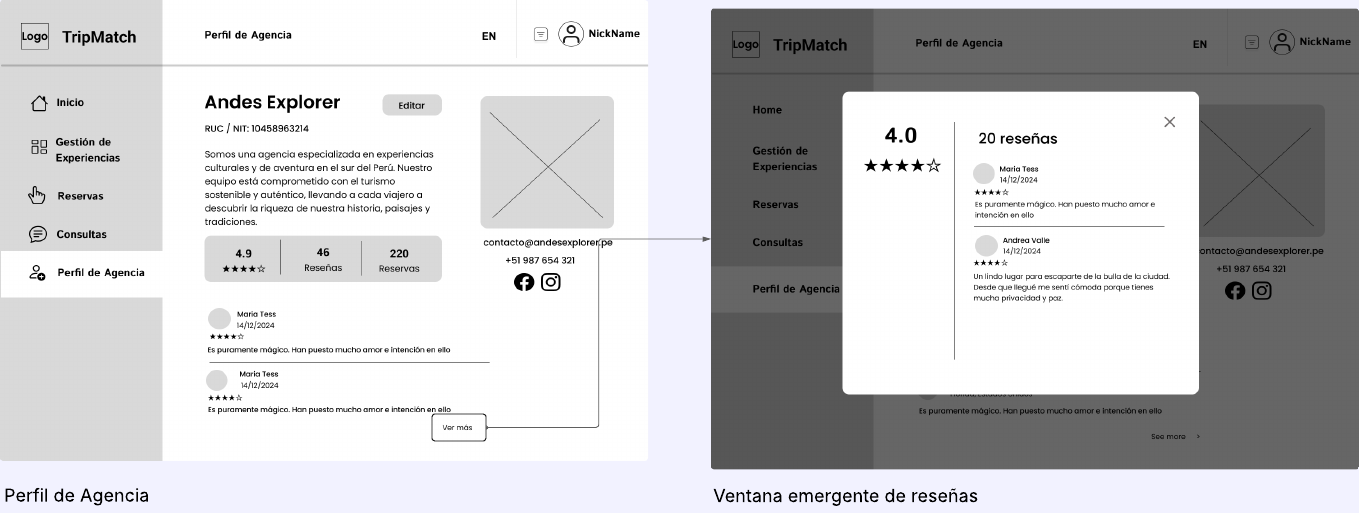 Logo
TripMatch
Perfil de Agencia
EN
NickName
Inicio
Gestión de
Experiencias
Reservas
Consultas
Perfil de Agencia
Andes Explorer
Editar
RUC / NIT: 10458963214
Somos una agencia especializada en experiencias
culturales y de aventura en el sur del Perú. Nuestro
equipo está comprometido con el turismo
sostenible y auténtico, llevando a cada viajero a
descubrir la riqueza de nuestra historia, paisajes y
tradiciones.
4.9
46
Reseñas
220
Reservas
contacto@andesexplorer.pe
+51 987 654 321
Maria Tess
14/12/2024
Es puramente mágico. Han puesto mucho amor e intención en ello
Maria Tess
14/12/2024
Es puramente mágico. Han puesto mucho amor e intención en ello
Ver más
Perfil de Agencia
Logo
TripMatch
Perfil de Agencia
EN
NickName
Home
Gestión de
Experiencias
Reservas
Consultas
Perfil de Agencia
4.0
20 reseñas
Maria Tess
14/12/2024
Es puramente mágico. Han puesto mucho amor e
intención en ello
Andrea Valle
14/12/2024
Un lindo lugar para escaparte de la bulla de la ciudad.
Desde que llegué me sentí cómoda porque tienes
mucho privacidad y paz.
ontacto@andesexplorer.pe
+51 987 654 321
Es puramente mágico. Han puesto mucho amor e intención en ello
See more
Ventana emergente de reseñas